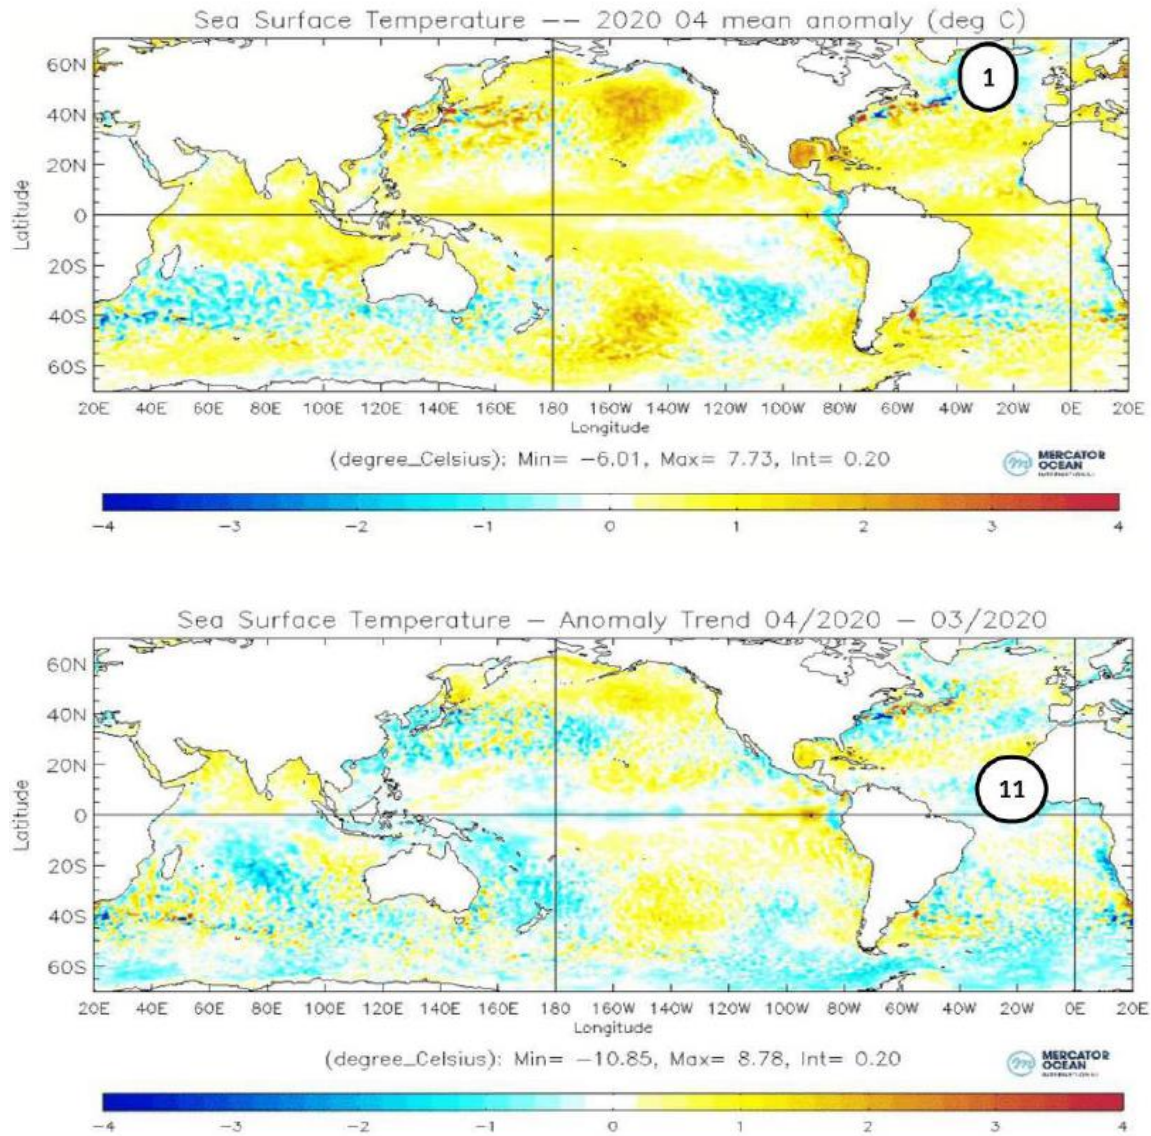 Sea Surface Temperature –– 2020 04 mean anomaly (deg C)
60N
1
40N
20N
0
20S
40S
60S
Latitude
20E 40E 60E 80E 100E 120E 140E 160E 180 160W 140W 120W 100W 80W 60W 40W 20W 0E 20E
Longitude
(degree_Celsius): Min= −6.01, Max= 7.73, Int= 0.20
MERCATOR
OCEAN
INTERNATIONAL
−4 −3 −2 −1 0 1 2 3 4
Sea Surface Temperature – Anomaly Trend 04/2020 – 03/2020
60N
40N
20N
11
0
20S
40S
60S
Latitude
20E 40E 60E 80E 100E 120E 140E 160E 180 160W 140W 120W 100W 80W 60W 40W 20W 0E 20E
Longitude
(degree_Celsius): Min= −10.85, Max= 8.78, Int= 0.20
MERCATOR
OCEAN
INTERNATIONAL
−4 −3 −2 −1 0 1 2 3 4